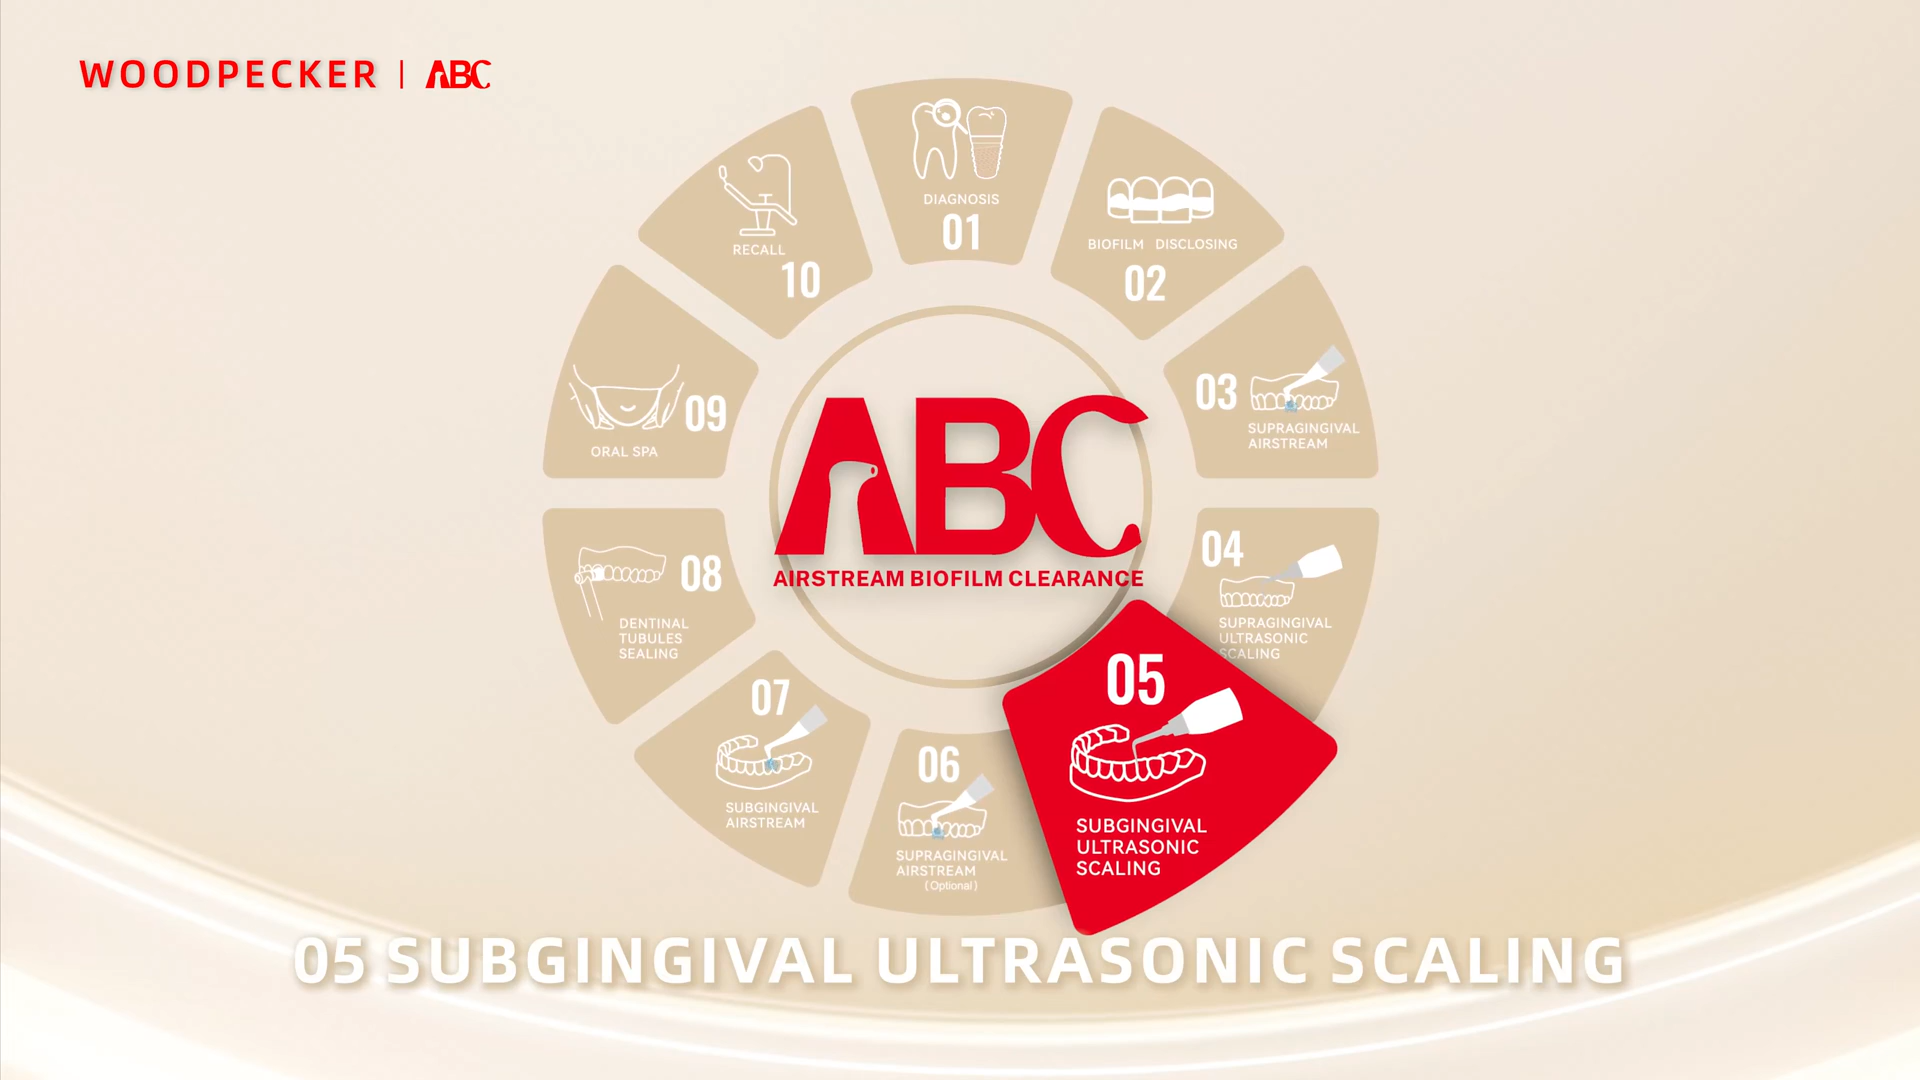 WOODPECKER | ABC
DIAGNOSIS
01
BIOFILM DISCLOSING
02
03
SUPRAGINGIVAL
AIRSTREAM
04
SUPRAGINGIVAL
ULTRASONIC
SCALING
05
SUBGINGIVAL
ULTRASONIC
SCALING
06
SUPRAGINGIVAL
AIRSTREAM
(Optional)
07
SUBGINGIVAL
AIRSTREAM
08
DENTINAL
TUBULES
SEALING
09
ORAL SPA
RECALL
10
ABC
AIRSTREAM BIOFILM CLEARANCE
05 SUBGINGIVAL ULTRASONIC SCALING